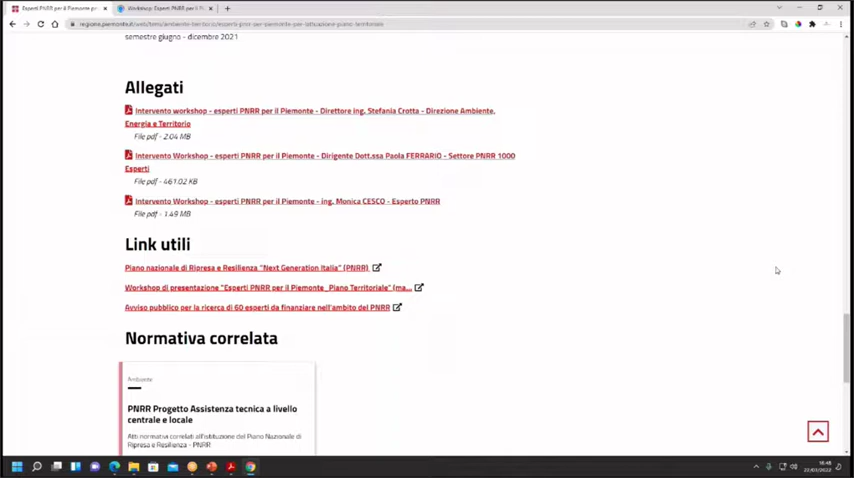 Esperti PNRR per il Piemonte pr
Workshop: Esperti PNRR per il Pi
regione.piemonte.it/web/temi/ambiente-territorio/esperti-pnrr-per-piemonte-per-lattuazione-piano-territoriale
semestre giugno - dicembre 2021
Allegati
Intervento workshop - esperti PNRR per il Piemonte - Direttore ing. Stefania Crotta - Direzione Ambiente,
Energia e Territorio
File pdf - 2.04 MB
Intervento Workshop - esperti PNRR per il Piemonte - Dirigente Dott.ssa Paola FERRARIO - Settore PNRR 1000
Esperti
File pdf - 461.02 KB
Intervento Workshop - esperti PNRR per il Piemonte - ing. Monica CESCO - Esperto PNRR
File pdf - 1.49 MB
Link utili
Piano nazionale di Ripresa e Resilienza "Next Generation Italia" (PNRR)
Workshop di presentazione "Esperti PNRR per il Piemonte_Piano Territoriale" (ma...
Avviso pubblico per la ricerca di 60 esperti da finanziare nell'ambito del PNRR
Normativa correlata
Ambiente
PNRR Progetto Assistenza tecnica a livello
centrale e locale
Atti normativi correlati all'istituzione del Piano Nazionale di
Ripresa e Resilienza - PNRR
22/03/2022